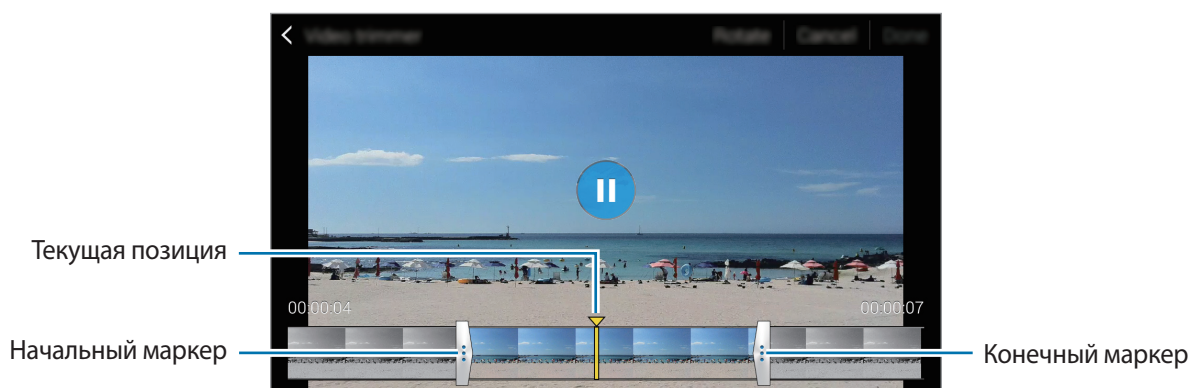 Video trimmer
Rotate
Cancel
Done
Текущая позиция
00:00:04
00:00:07
Начальный маркер
Конечный маркер